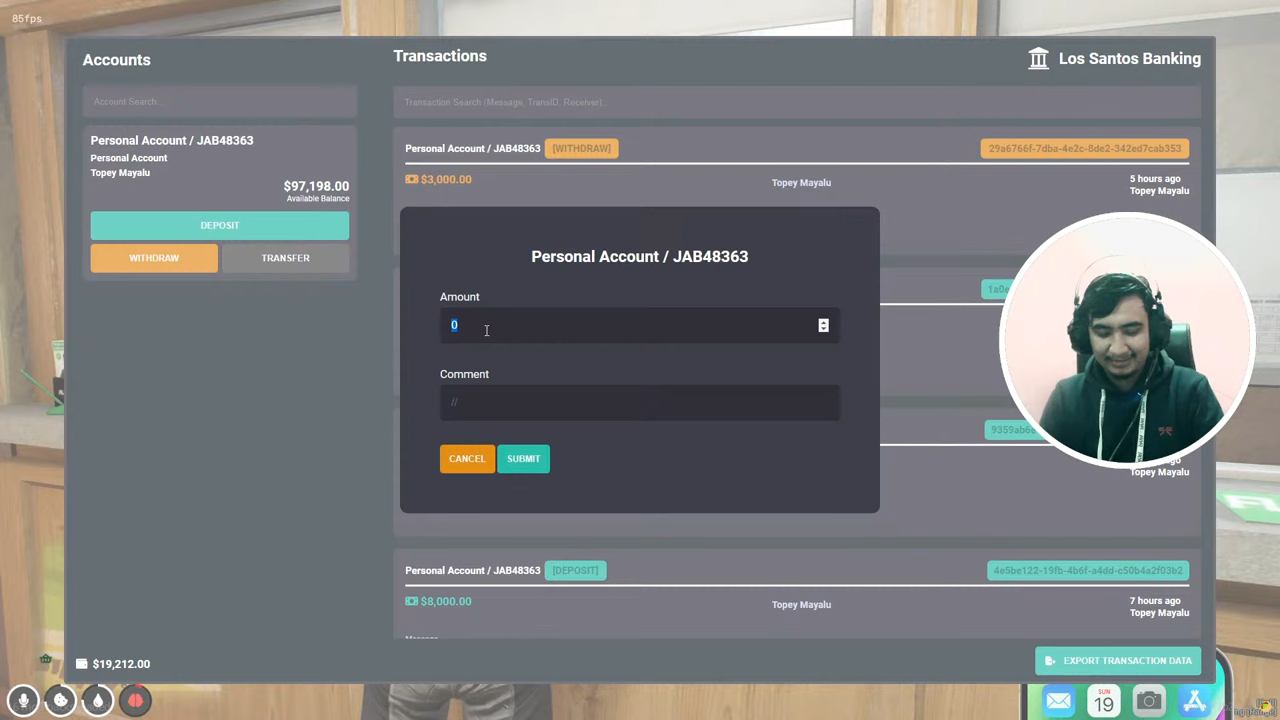 85fps
Accounts
Transactions
Los Santos Banking
Account Search...
Transaction Search (Message, TransID, Receiver)...
Personal Account / JAB48363
Personal Account
Topey Mayalu
$97,198.00
Available Balance
DEPOSIT
WITHDRAW
TRANSFER
Personal Account / JAB48363 [WITHDRAW]
29a6766f-7dba-4e2c-8de2-342ed7cab353
$3,000.00
Topey Mayalu
5 hours ago
Topey Mayalu
Personal Account / JAB48363
Amount
0
Comment
//
CANCEL
SUBMIT
Topey Mayalu
Personal Account / JAB48363 [DEPOSIT]
4e5be122-19fb-4b6f-a4dd-c50b4a2f03b2
$8,000.00
Topey Mayalu
7 hours ago
Topey Mayalu
$19,212.00
EXPORT TRANSACTION DATA
SUN
19